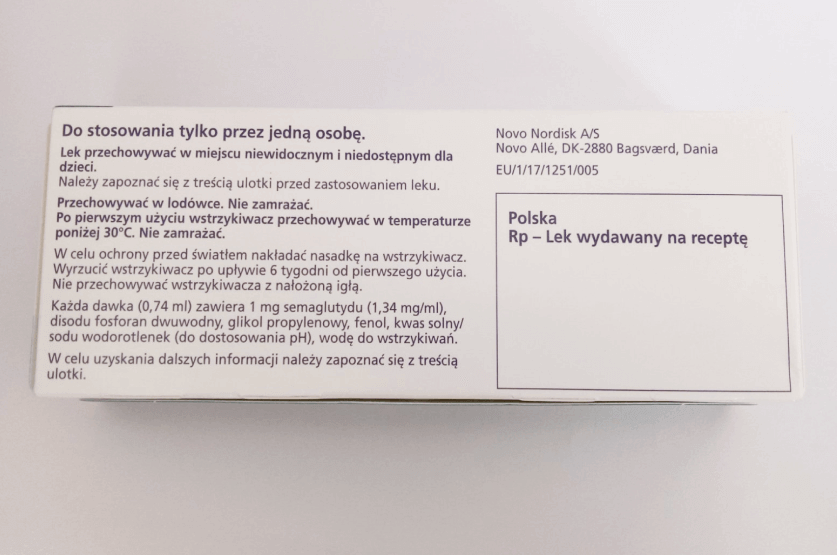 Do stosowania tylko przez jedną osobę.
Lek przechowywać w miejscu niewidocznym i niedostępnym dla
dzieci.
Należy zapoznać się z treścią ulotki przed zastosowaniem leku.
Przechowywać w lodówce. Nie zamrażać.
Po pierwszym użyciu wstrzykiwacz przechowywać w temperaturze
poniżej 30°C. Nie zamrażać.
W celu ochrony przed światłem nakładać nasadkę na wstrzykiwacz.
Wyrzucić wstrzykiwacz po upływie 6 tygodni od pierwszego użycia.
Nie przechowywać wstrzykiwacza z nałożoną igłą.
Każda dawka (0,74 ml) zawiera 1 mg semaglutydu (1,34 mg/ml),
disodu fosforan dwuwodny, glikol propylenowy, fenol, kwas solny/
sodu wodorotlenek (do dostosowania pH), wodę do wstrzykiwań.
W celu uzyskania dalszych informacji należy zapoznać się z treścią
ulotki.
Novo Nordisk A/S
Novo Allé, DK-2880 Bagsværd, Dania
EU/1/17/1251/005
Polska
Rp – Lek wydawany na receptę